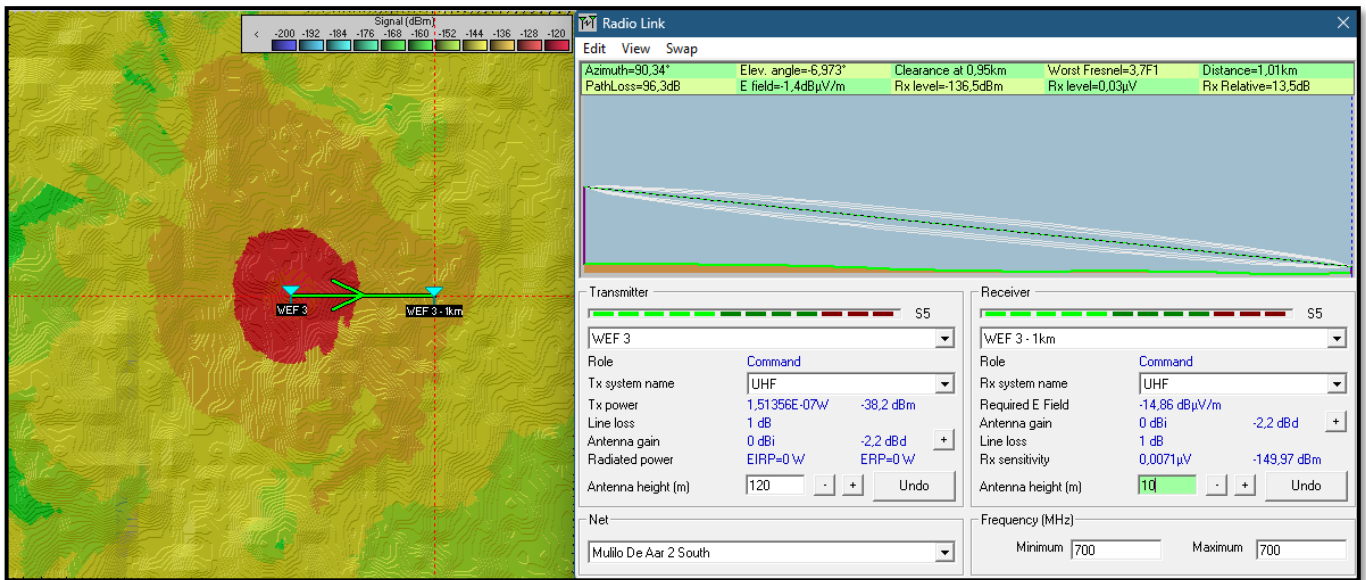 Signal (dBm)
< -200 -192 -184 -176 -168 -160 -152 -144 -136 -128 -120
WEF 3
WEF 3 - 1km
Radio Link
Edit View Swap
Azimuth=90,34° Elev. angle=-6,973° Clearance at 0,95km Worst Fresnel=3,7F1 Distance=1,01km
PathLoss=96,3dB E field=-1,4dBµV/m Rx level=-136,5dBm Rx level=0,03µV Rx Relative=13,5dB
Transmitter
S5
WEF 3
Role Command
Tx system name UHF
Tx power 1,51356E-07W -38,2 dBm
Line loss 1 dB
Antenna gain 0 dBi -2,2 dBd +
Radiated power EIRP=0 W ERP=0 W
Antenna height (m) 120 - + Undo
Net
Mulilo De Aar 2 South
Receiver
S5
WEF 3 - 1km
Role Command
Rx system name UHF
Required E Field -14,86 dBµV/m
Antenna gain 0 dBi -2,2 dBd +
Line loss 1 dB
Rx sensitivity 0,0071µV -149,97 dBm
Antenna height (m) 10 - + Undo
Frequency (MHz)
Minimum 700 Maximum 700